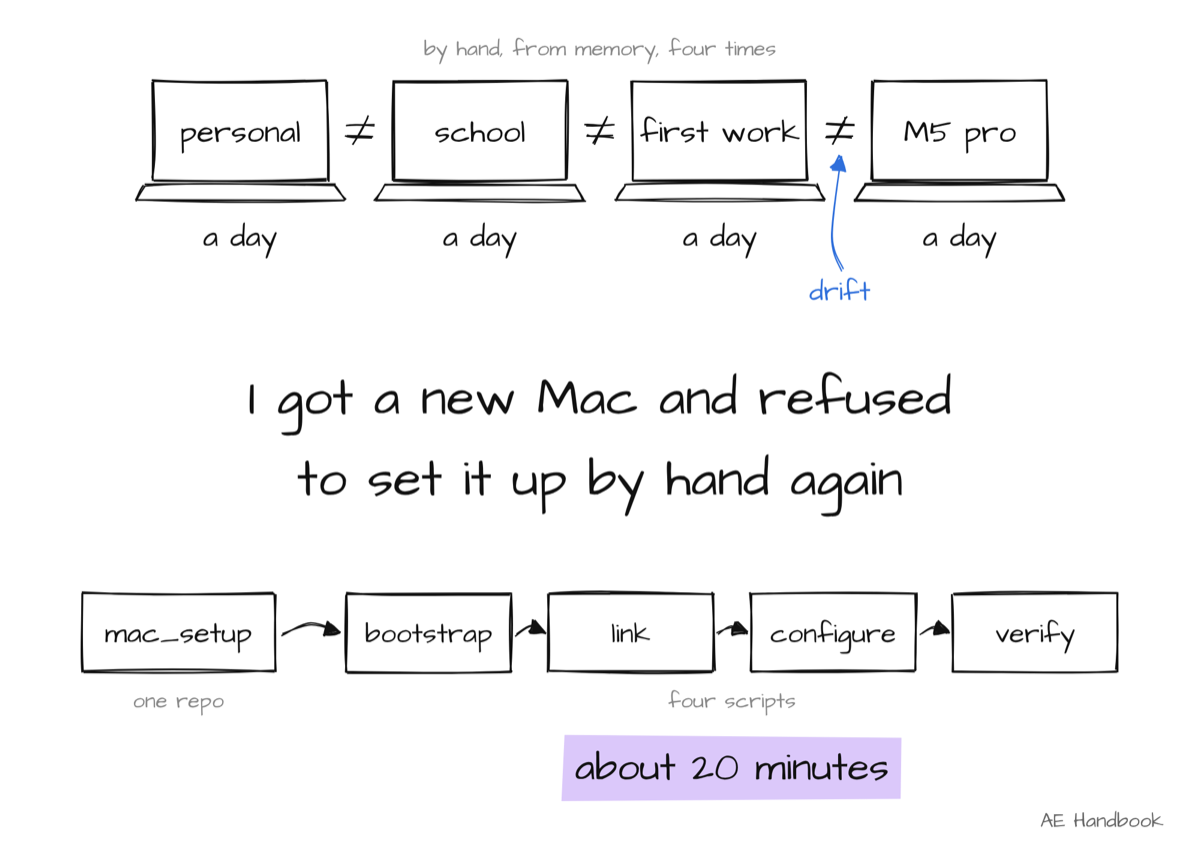 by hand, from memory, four times
personal ≠ school ≠ first work ≠ M5 pro
a day a day a day a day
drift
I got a new Mac and refused
to set it up by hand again
mac_setup bootstrap link configure verify
one repo four scripts
about 20 minutes
AE Handbook